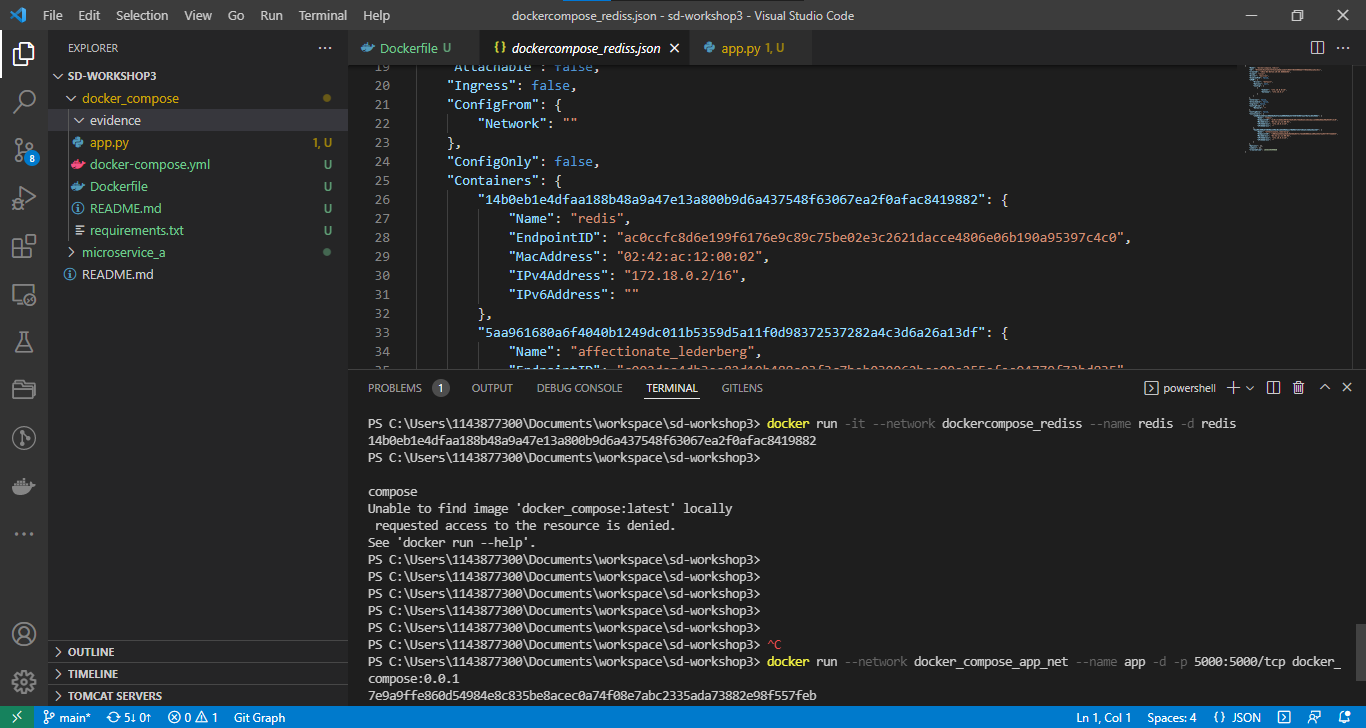 File Edit Selection View Go Run Terminal Help dockercompose_rediss.json - sd-workshop3 - Visual Studio Code
EXPLORER
SD-WORKSHOP3
docker_compose
evidence
app.py 1, U
docker-compose.yml U
Dockerfile U
README.md U
requirements.txt U
microservice_a
README.md
OUTLINE
TIMELINE
TOMCAT SERVERS
8
Dockerfile U {} dockercompose_rediss.json app.py 1, U
19 "Attachable": false,
20 "Ingress": false,
21 "ConfigFrom": {
22 "Network": ""
23 },
24 "ConfigOnly": false,
25 "Containers": {
26 "14b0eb1e4dfaa188b48a9a47e13a800b9d6a437548f63067ea2f0afac8419882": {
27 "Name": "redis",
28 "EndpointID": "ac0ccfc8d6e199f6176e9c89c75be02e3c2621dacce4806e06b190a95397c4c0",
29 "MacAddress": "02:42:ac:12:00:02",
30 "IPv4Address": "172.18.0.2/16",
31 "IPv6Address": ""
32 },
33 "5aa961680a6f4040b1249dc011b5359d5a11f0d98372537282a4c3d6a26a13df": {
34 "Name": "affectionate_lederberg",
PROBLEMS 1 OUTPUT DEBUG CONSOLE TERMINAL GITLENS powershell
PS C:\Users\1143877300\Documents\workspace\sd-workshop3> docker run -it --network dockercompose_rediss --name redis -d redis
14b0eb1e4dfaa188b48a9a47e13a800b9d6a437548f63067ea2f0afac8419882
PS C:\Users\1143877300\Documents\workspace\sd-workshop3>
compose
Unable to find image 'docker_compose:latest' locally
requested access to the resource is denied.
See 'docker run --help'.
PS C:\Users\1143877300\Documents\workspace\sd-workshop3>
PS C:\Users\1143877300\Documents\workspace\sd-workshop3>
PS C:\Users\1143877300\Documents\workspace\sd-workshop3>
PS C:\Users\1143877300\Documents\workspace\sd-workshop3>
PS C:\Users\1143877300\Documents\workspace\sd-workshop3>
PS C:\Users\1143877300\Documents\workspace\sd-workshop3> ^C
PS C:\Users\1143877300\Documents\workspace\sd-workshop3> docker run --network docker_compose_app_net --name app -d -p 5000:5000/tcp docker_
compose:0.0.1
7e9a9ffe860d54984e8c835be8acec0a74f08e7abc2335ada73882e98f557feb
main* 5↓ 0↑ 0 1 Git Graph Ln 1, Col 1 Spaces: 4 {} JSON